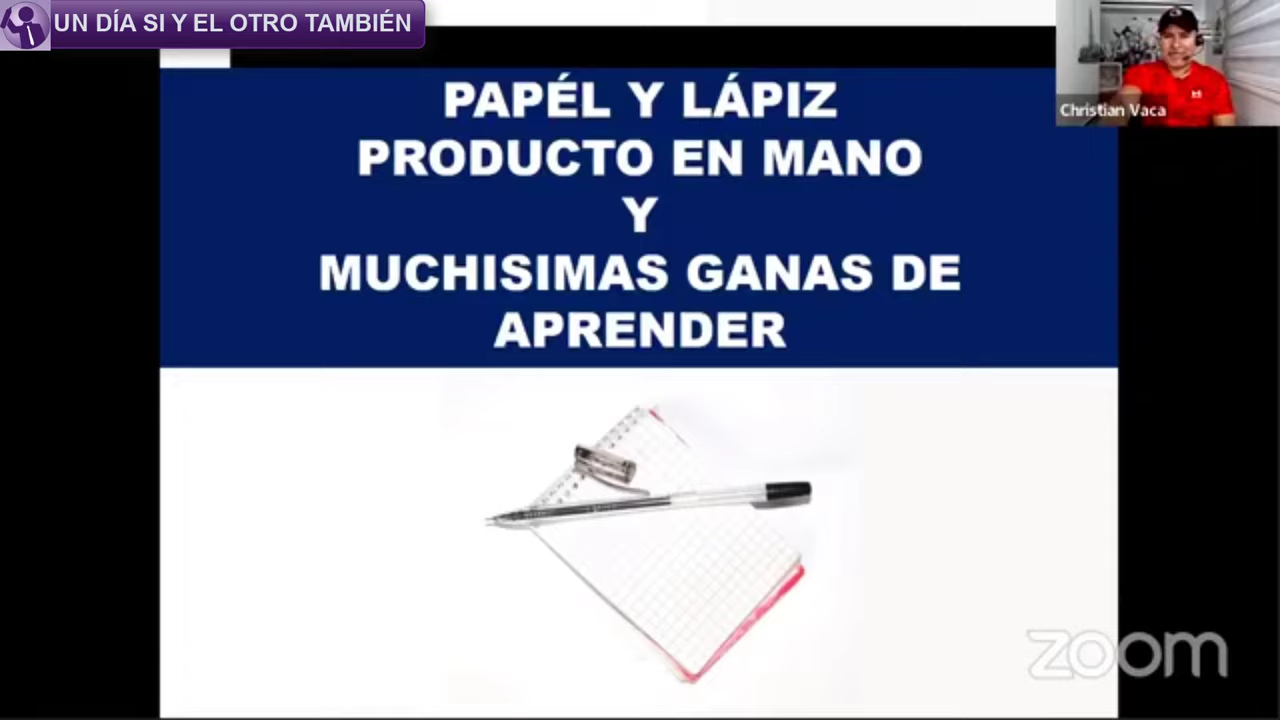 UN DÍA SI Y EL OTRO TAMBIÉN
PAPÉL Y LÁPIZ
PRODUCTO EN MANO
Y
MUCHISIMAS GANAS DE
APRENDER
Christian Vaca
zoom